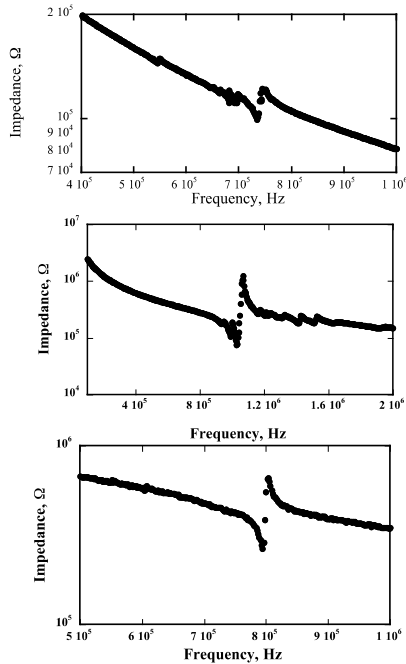 2 10⁵
Impedance, Ω
10⁵
9 10⁴
8 10⁴
7 10⁴
4 10⁵ 5 10⁵ 6 10⁵ 7 10⁵ 8 10⁵ 9 10⁵ 1 10⁶
Frequency, Hz
10⁷
Impedance, Ω
10⁶
10⁵
10⁴
4 10⁵ 8 10⁵ 1.2 10⁶ 1.6 10⁶ 2 10⁶
Frequency, Hz
10⁶
Impedance, Ω
10⁵
5 10⁵ 6 10⁵ 7 10⁵ 8 10⁵ 9 10⁵ 1 10⁶
Frequency, Hz